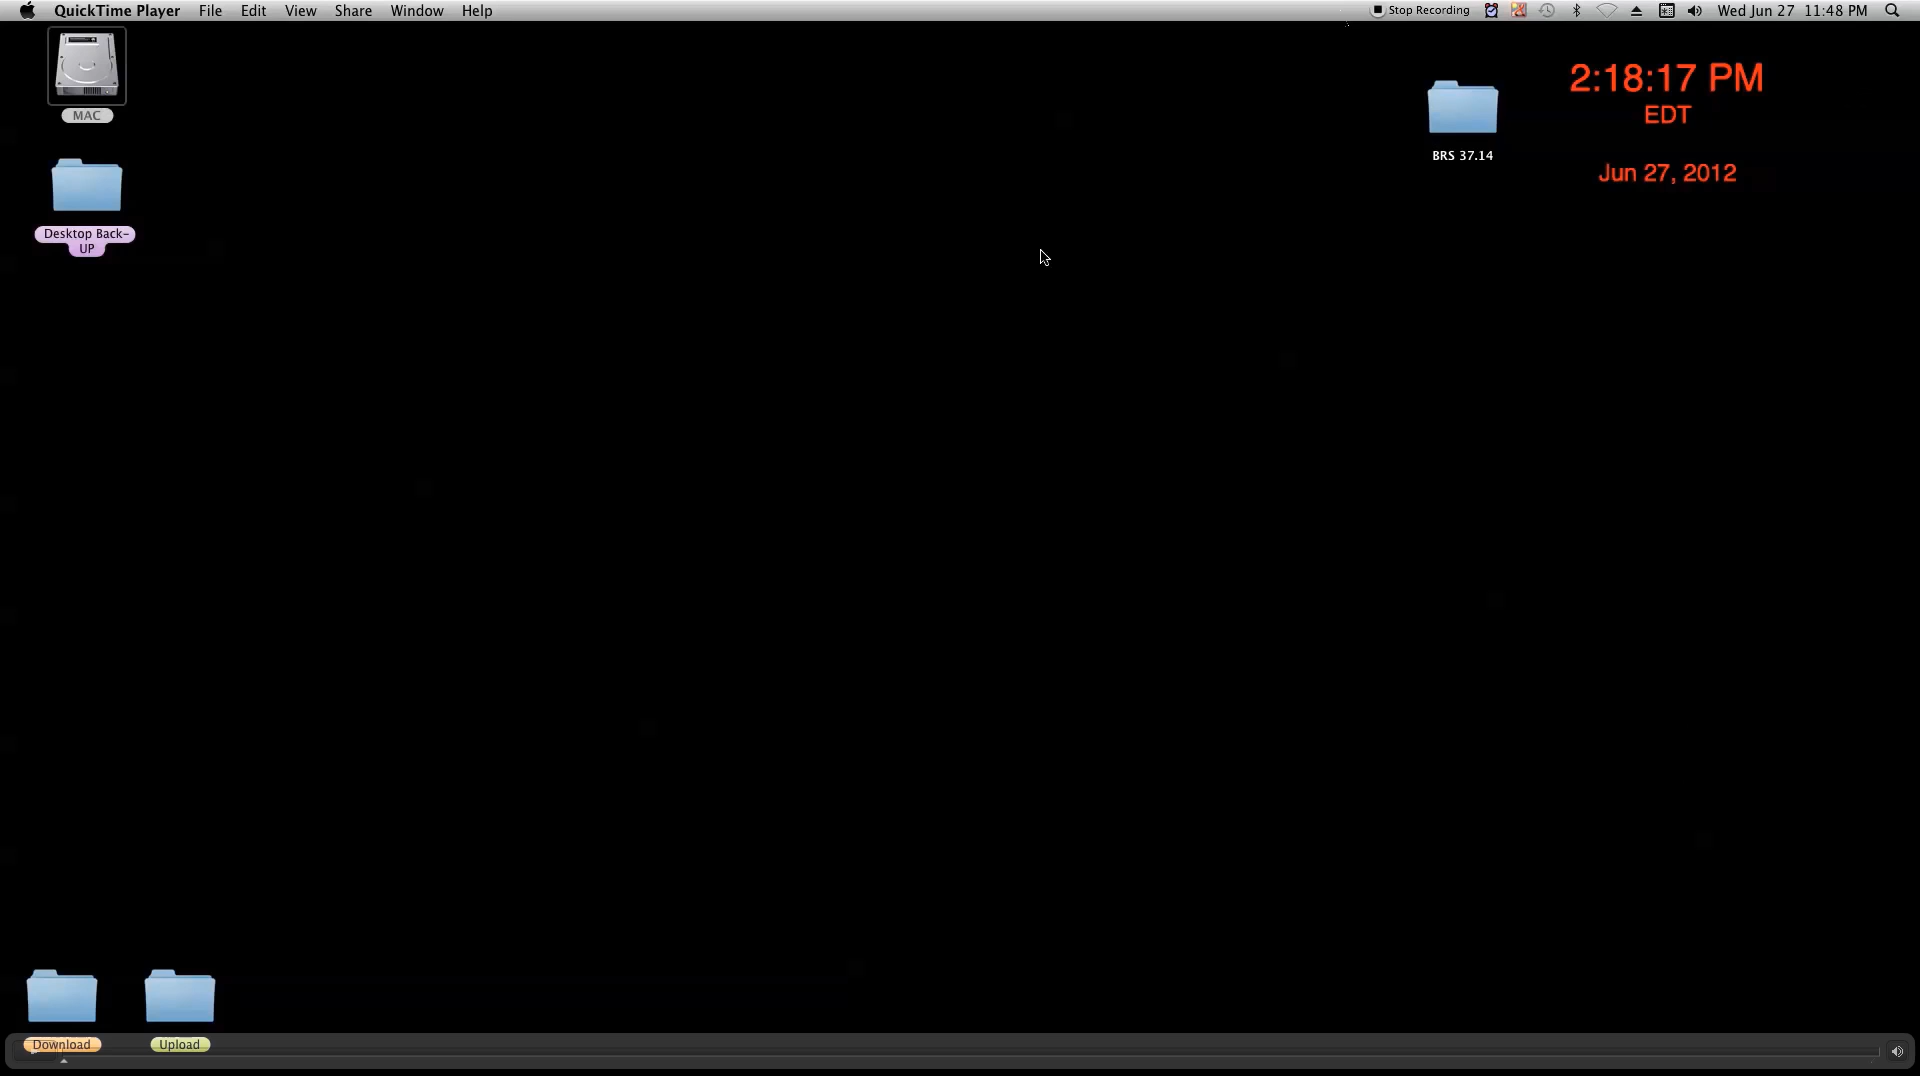 QuickTime Player File Edit View Share Window Help Stop Recording Wed Jun 27 11:48 PM
MAC
Desktop Back-
UP
BRS 37.14
2:18:17 PM
EDT
Jun 27, 2012
Download
Upload